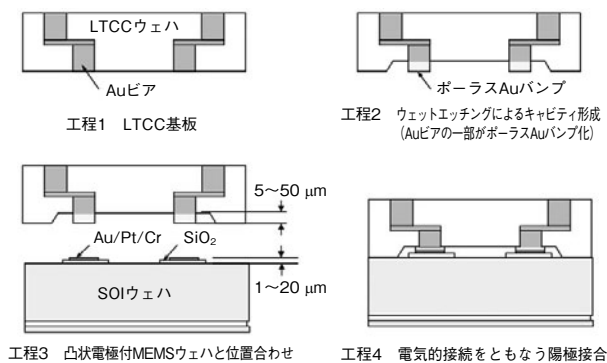 LTCCウェハ
Auビア
工程1 LTCC基板
ポーラスAuバンプ
工程2 ウェットエッチングによるキャビティ形成
(Auビアの一部がポーラスAuバンプ化)
5~50 μm
Au/Pt/Cr
SiO₂
SOIウェハ
1~20 μm
工程3 凸状電極付MEMSウェハと位置合わせ
工程4 電気的接続をともなう陽極接合